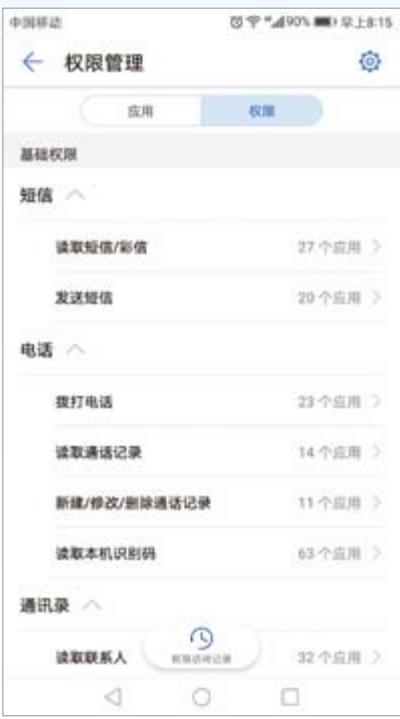 中国移动 90% 早上8:15
权限管理
应用 权限
基础权限
短信
读取短信/彩信 27 个应用
发送短信 20 个应用
电话
拨打电话 23 个应用
读取通话记录 14 个应用
新建/修改/删除通话记录 11 个应用
读取本机识别码 63 个应用
通讯录
读取联系人 32 个应用
权限访问记录